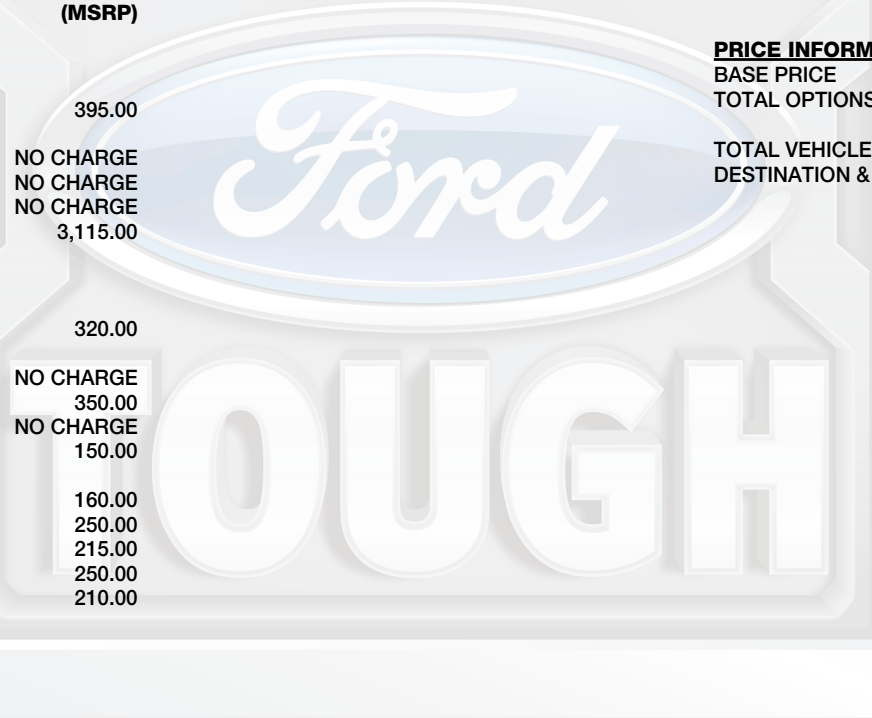 (MSRP)
395.00
NO CHARGE
NO CHARGE
NO CHARGE
3,115.00
320.00
NO CHARGE
350.00
NO CHARGE
150.00
160.00
250.00
215.00
250.00
210.00
PRICE INFORM
BASE PRICE
TOTAL OPTIONS
TOTAL VEHICLE
DESTINATION &
Ford
TOUGH